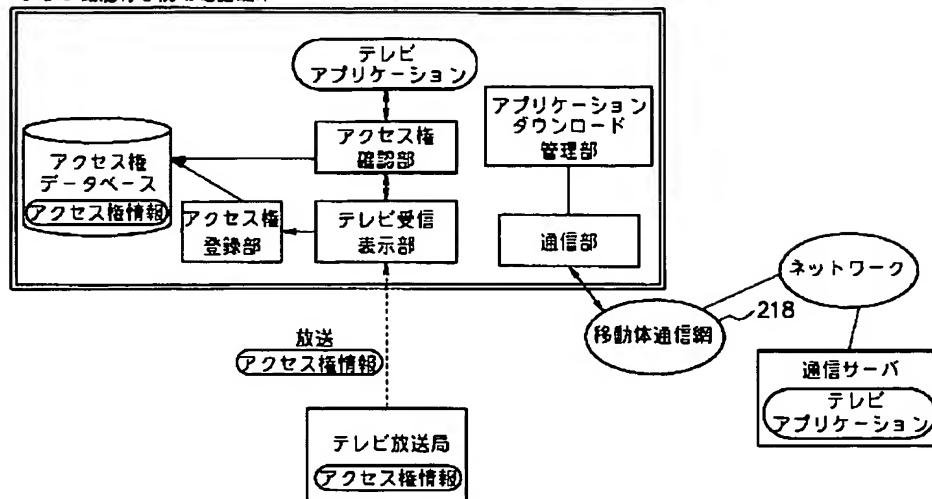 テレビ
アプリケーション
アプリケーション
ダウンロード
管理部
アクセス権
確認部
アクセス権
データベース
アクセス権情報
アクセス権
登録部
テレビ受信
表示部
通信部
ネットワーク
218
移動体通信網
放送
アクセス権情報
通信サーバ
テレビ
アプリケーション
テレビ放送局
アクセス権情報